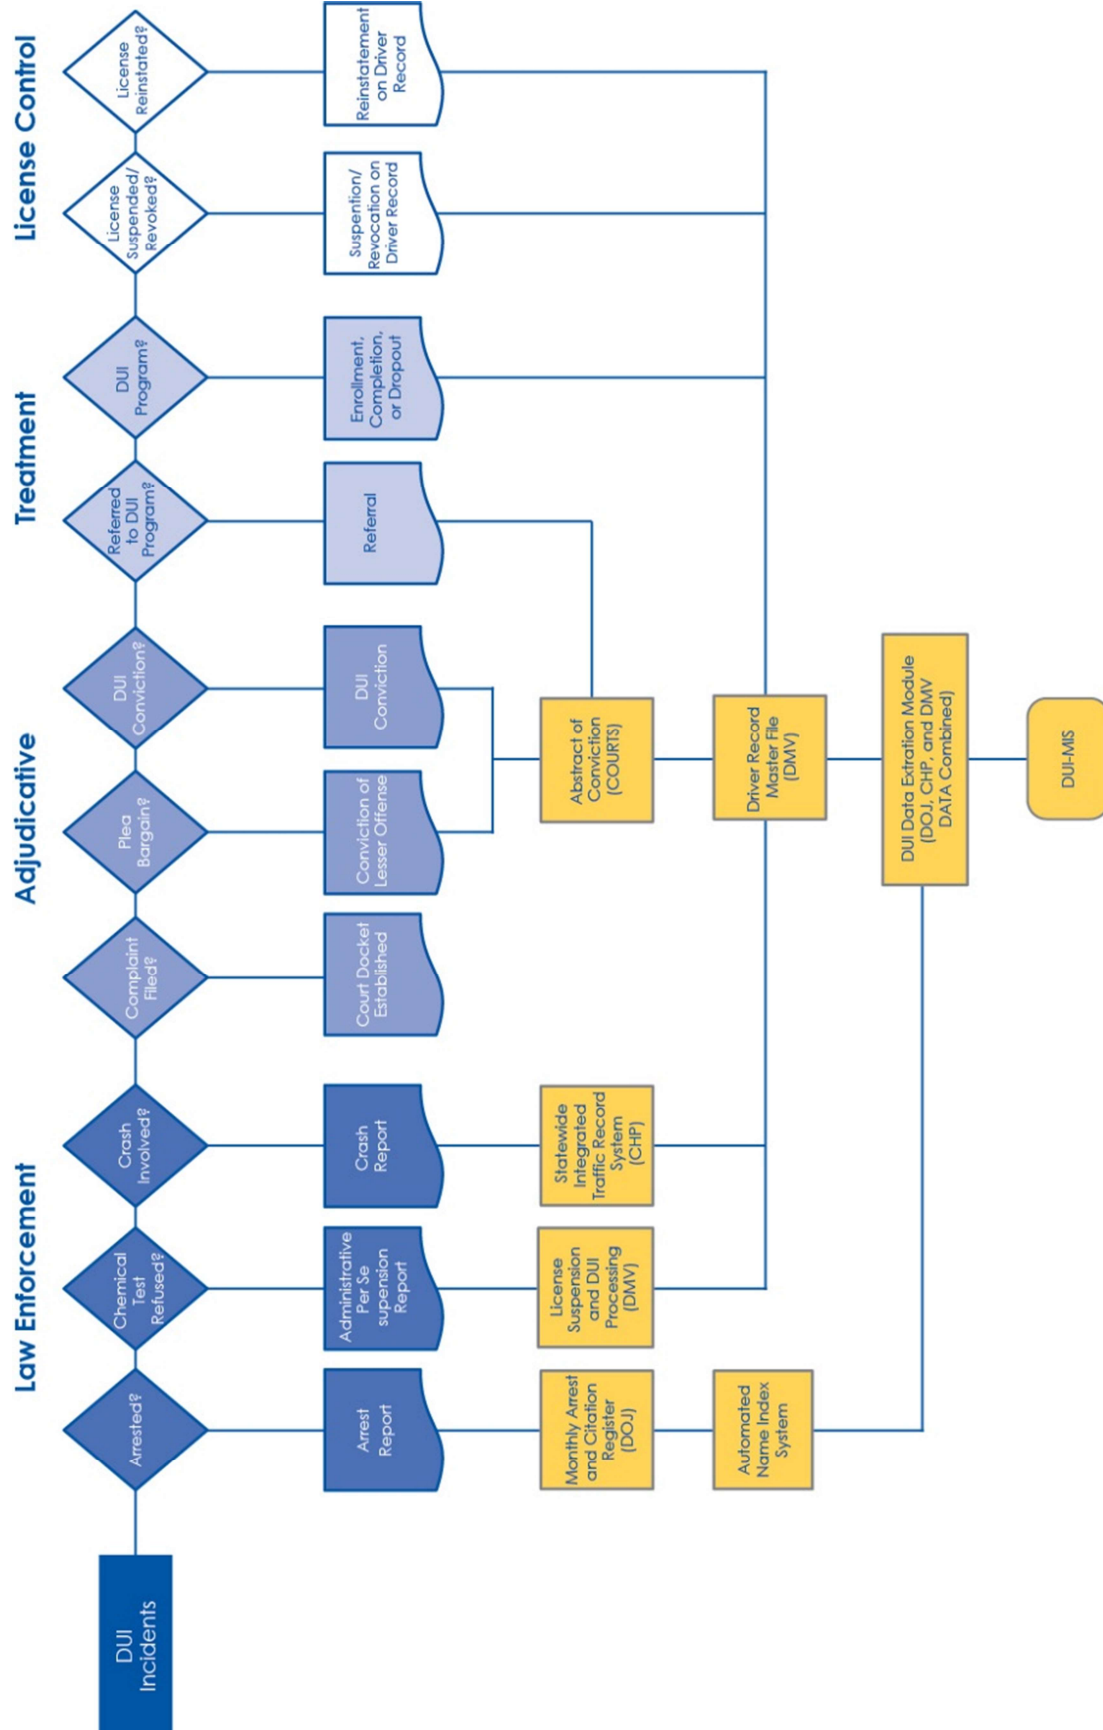 Law Enforcement
Adjudicative
Treatment
License Control
DUI
Incidents
Arrested?
Chemical
Test
Refused?
Crash
Involved?
Complaint
Filed?
Plea
Bargain?
DUI
Conviction?
Referred
to DUI
Program?
DUI
Program?
License
Suspended/
Revoked?
License
Reinstated?
Arrest
Report
Administrative
Per Se
supension
Report
Crash
Report
Court Docket
Established
Conviction of
Lesser Offense
DUI
Conviction
Referral
Enrollment,
Completion,
or Dropout
Suspention/
Revocation on
Driver Record
Reinstatement
on Driver
Record
Monthly Arrest
and Citation
Register
(DOJ)
License
Suspension
and DUI
Processing
(DMV)
Statewide
Integrated
Traffic Record
System
(CHP)
Abstract of
Conviction
(COURTS)
Automated
Name Index
System
Driver Record
Master File
(DMV)
DUI Data Extration Module
(DOJ, CHP, and DMV
DATA Combined)
DUI-MIS